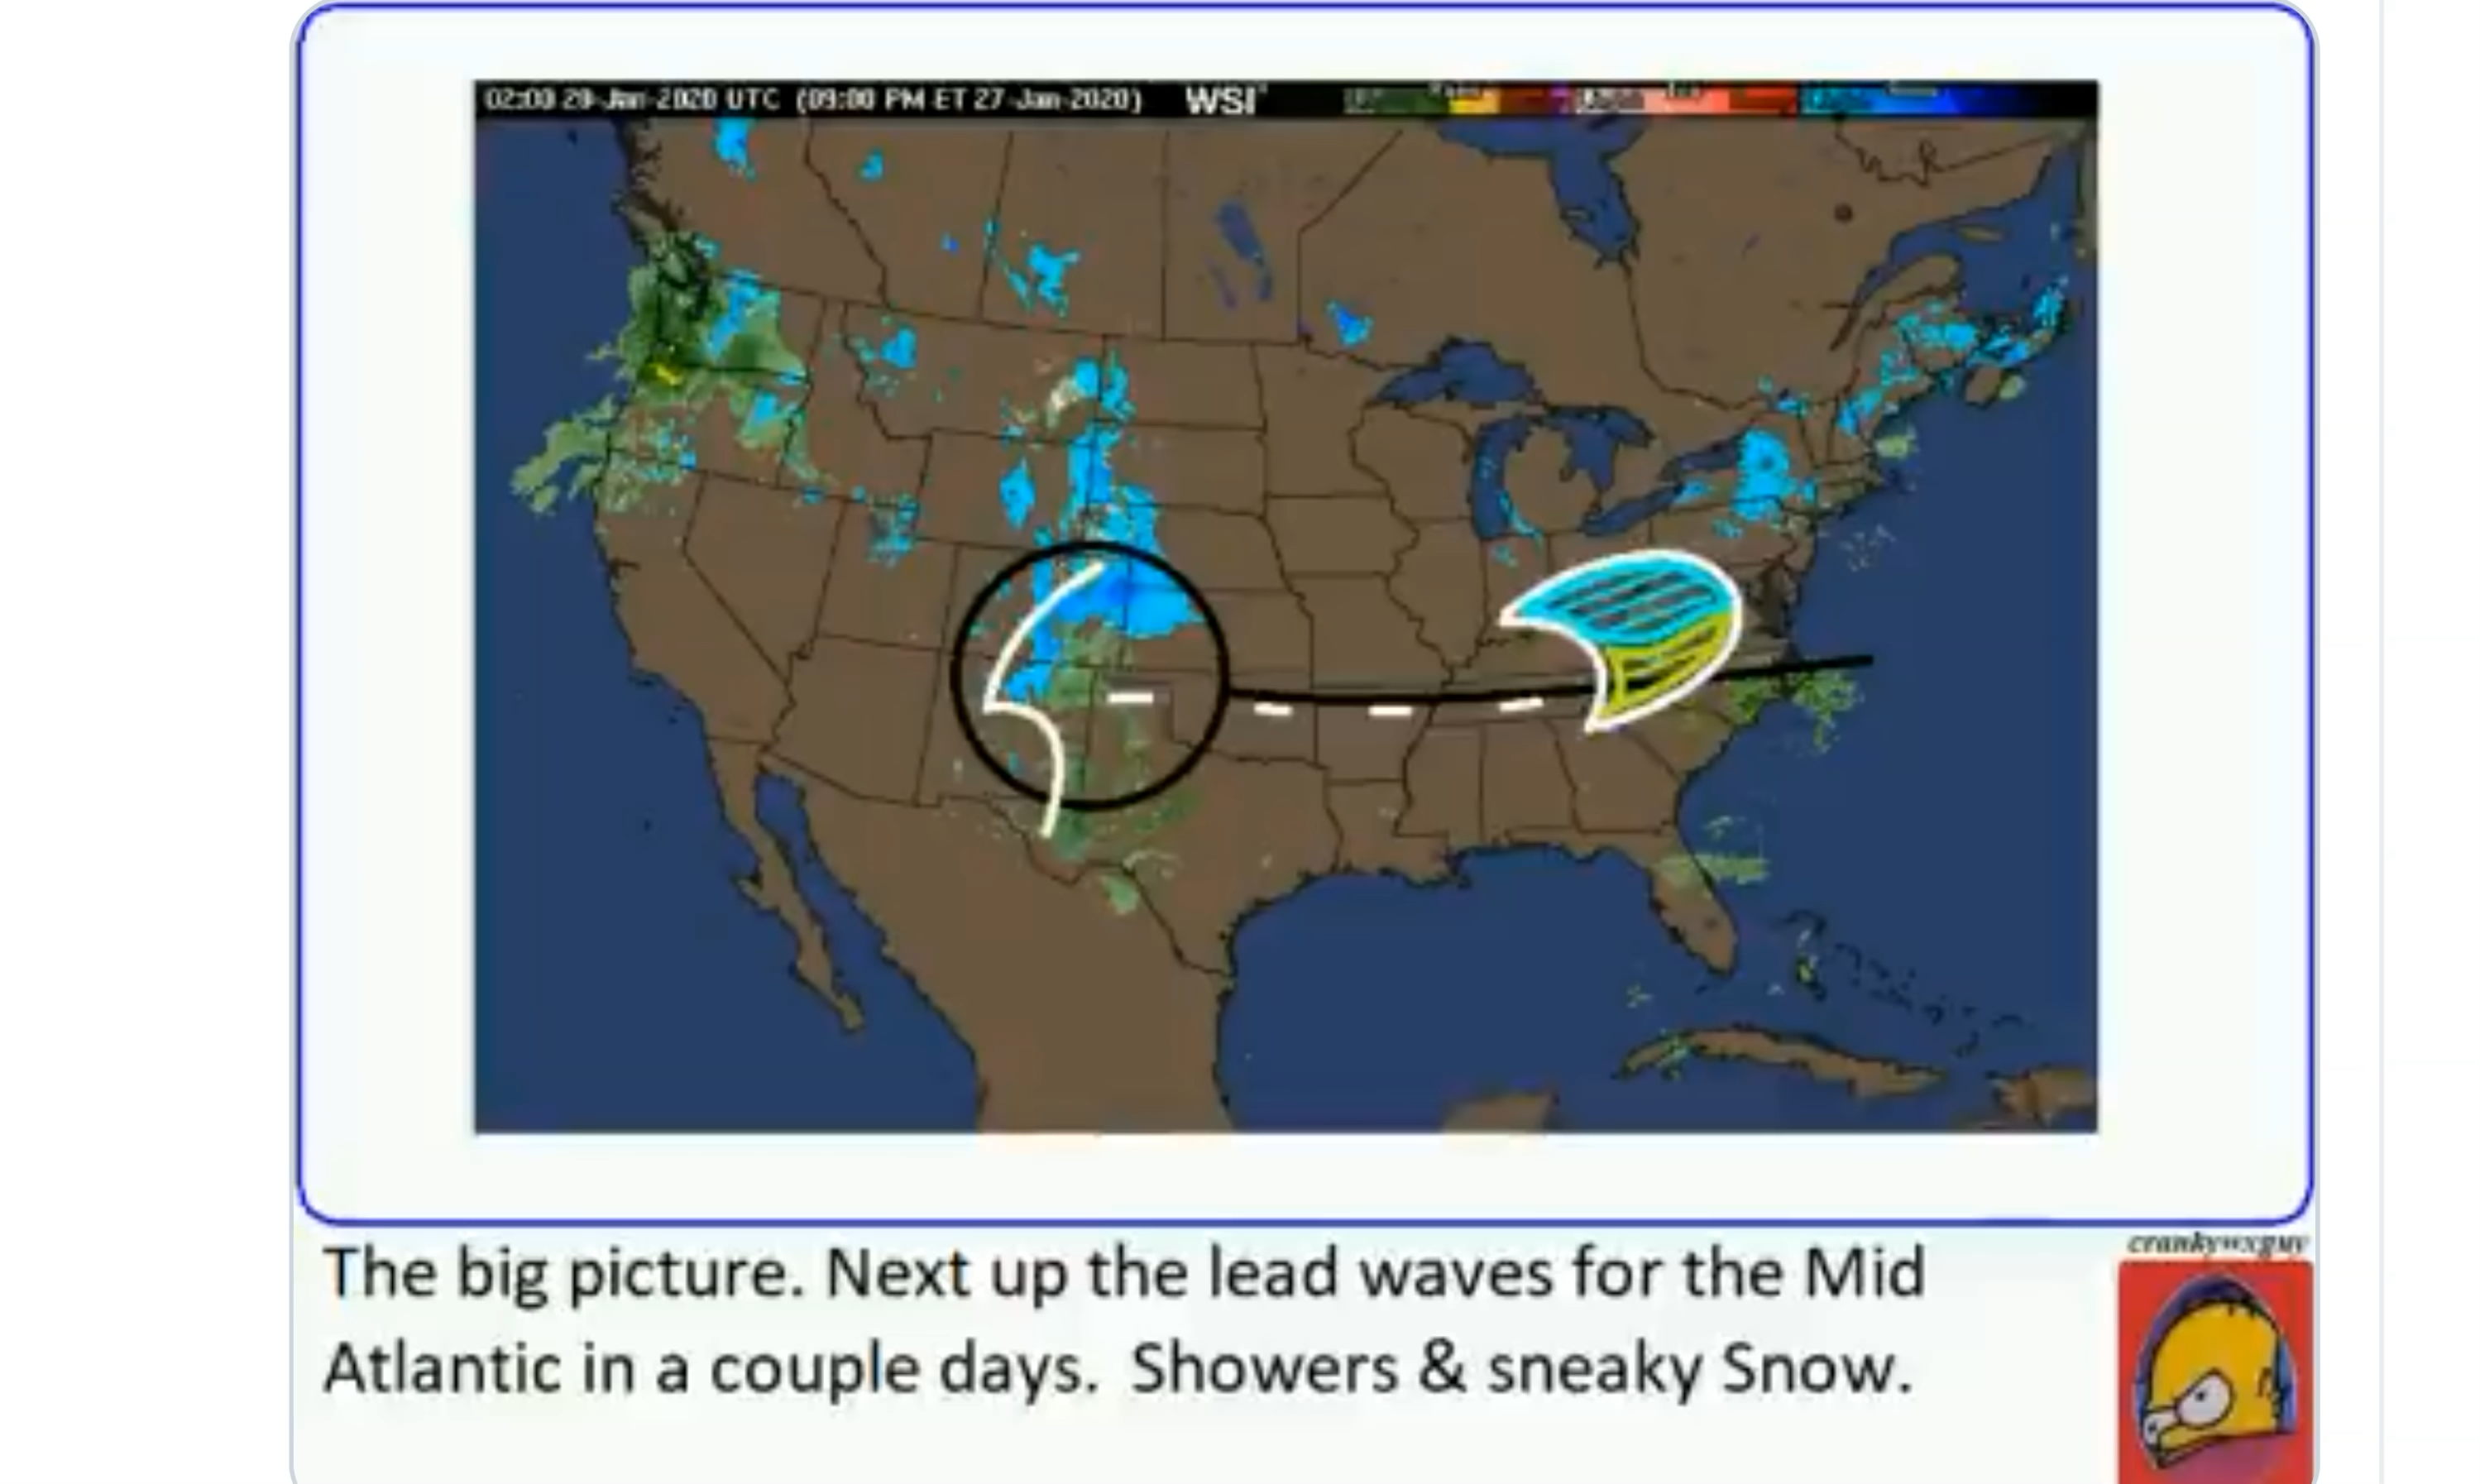 02:00 28-Jan-2020 UTC (09:00 PM ET 27-Jan-2020) WSI
The big picture. Next up the lead waves for the Mid
Atlantic in a couple days. Showers & sneaky Snow.
crankywxguy